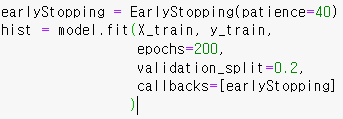 earlyStopping = EarlyStopping(patience=40)
hist = model.fit(X_train, y_train,
                 epochs=200,
                 validation_split=0.2,
                 callbacks=[earlyStopping]
                )